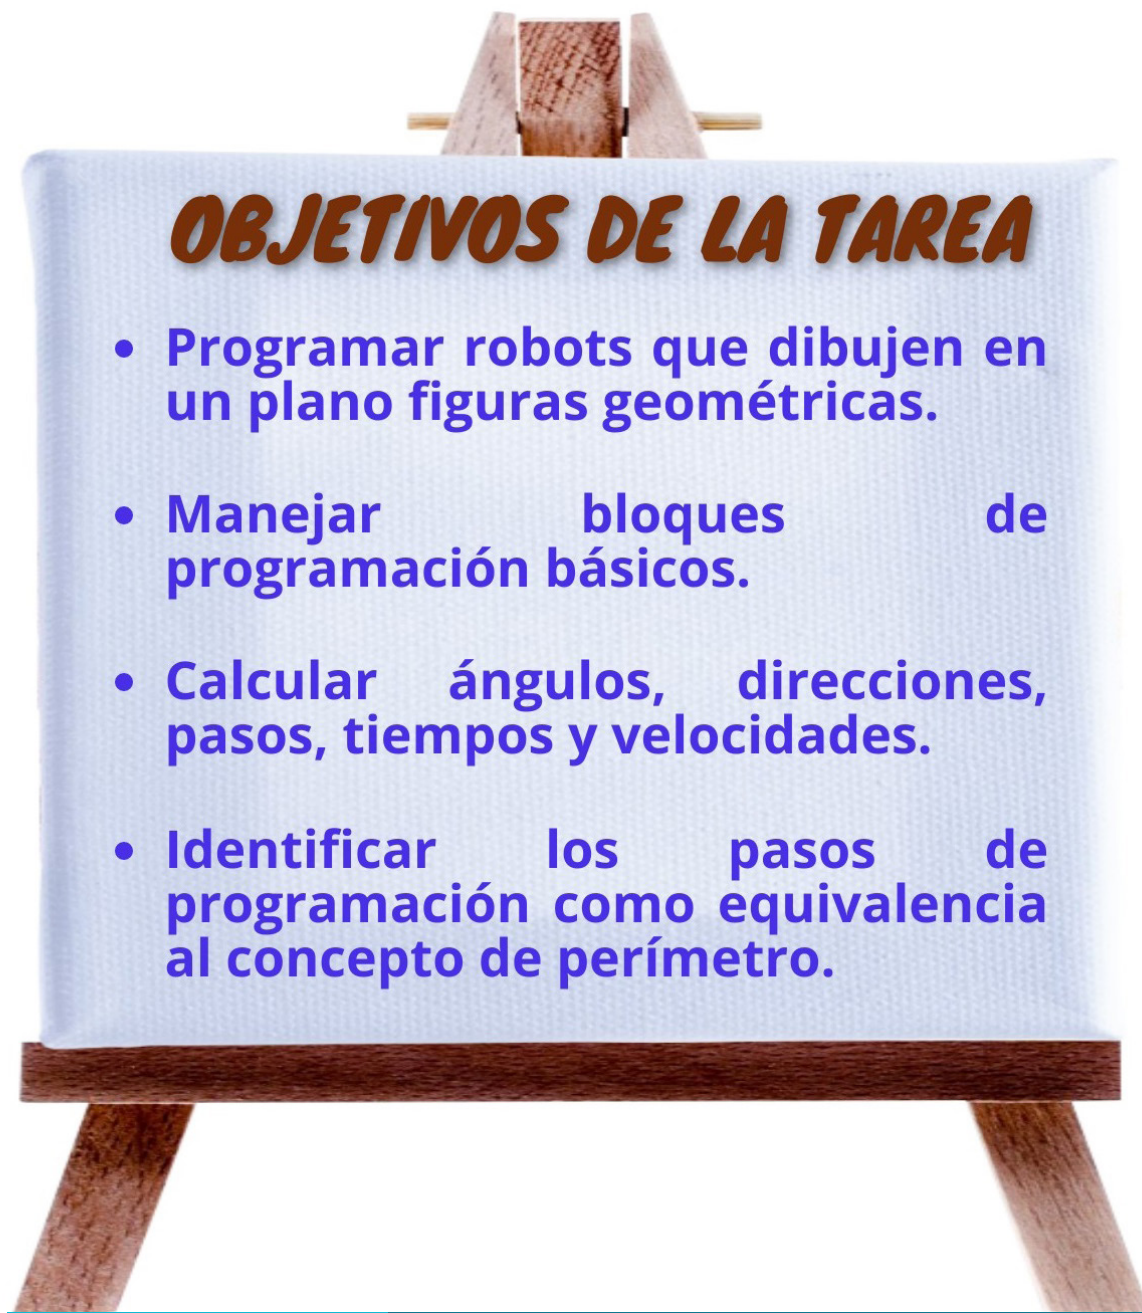 OBJETIVOS DE LA TAREA
• Programar robots que dibujen en
un plano figuras geométricas.
• Manejar bloques de
programación básicos.
• Calcular ángulos, direcciones,
pasos, tiempos y velocidades.
• Identificar los pasos de
programación como equivalencia
al concepto de perímetro.